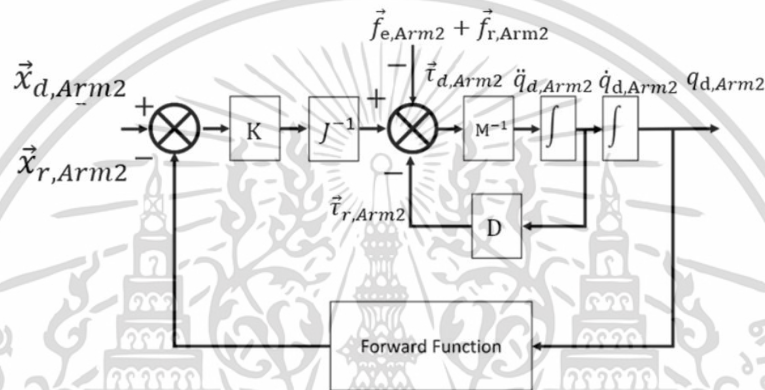 f⃗e,Arm2 + f⃗r,Arm2
x⃗d,Arm2
+
−
τ⃗d,Arm2
q̈d,Arm2
q̇d,Arm2
qd,Arm2
x⃗r,Arm2
−
+
K
J⁻¹
M⁻¹
∫
∫
−
τ⃗r,Arm2
D
Forward Function